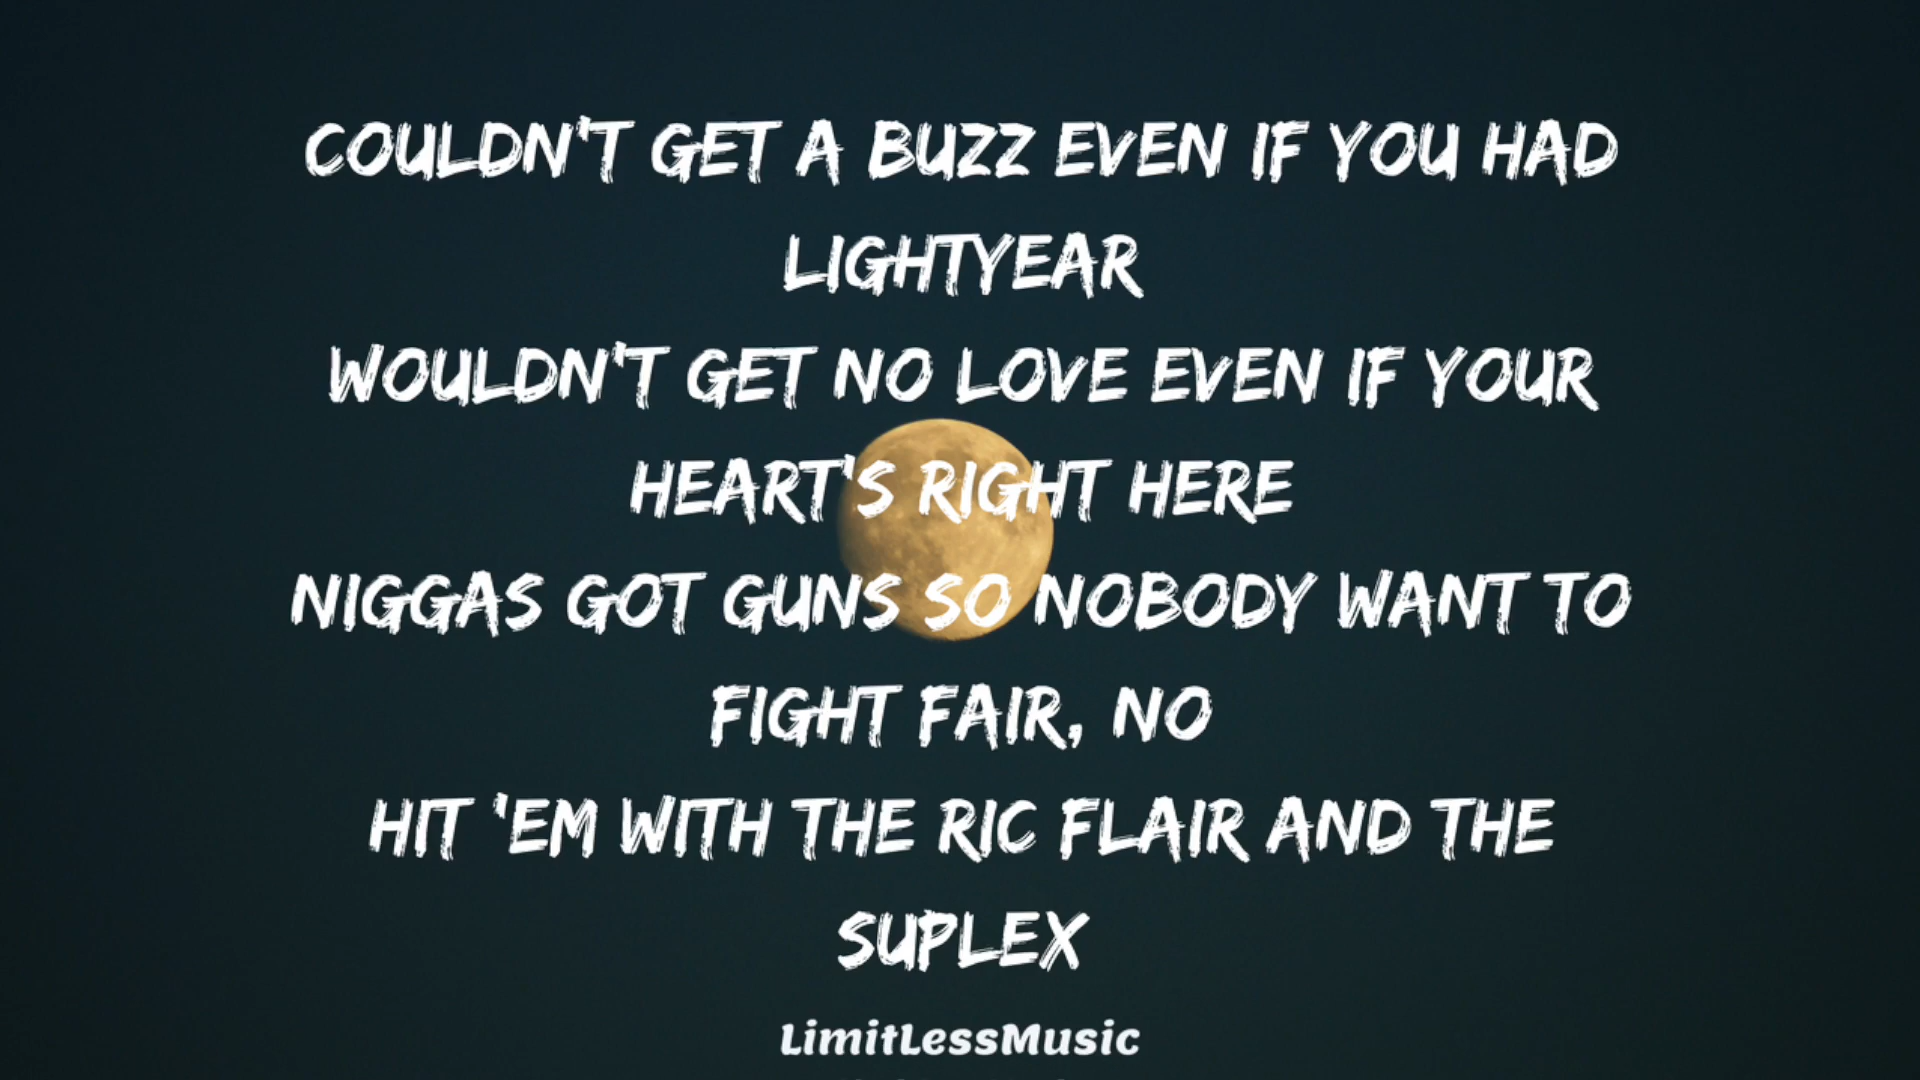 COULDN'T GET A BUZZ EVEN IF YOU HAD
LIGHTYEAR
WOULDN'T GET NO LOVE EVEN IF YOUR
HEART'S RIGHT HERE
NIGGAS GOT GUNS SO NOBODY WANT TO
FIGHT FAIR, NO
HIT 'EM WITH THE RIC FLAIR AND THE
SUPLEX
LimitLessMusic